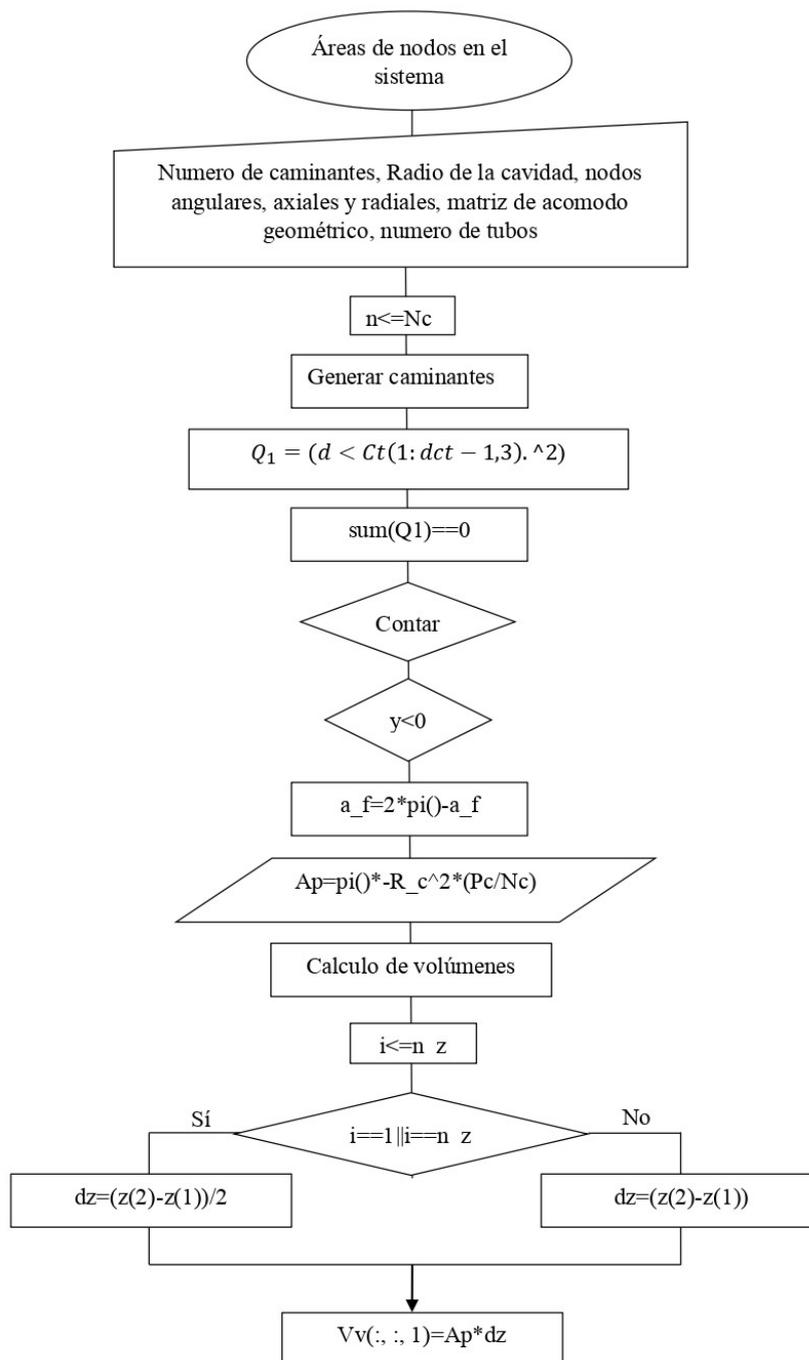 Áreas de nodos en el
sistema
Numero de caminantes, Radio de la cavidad, nodos
angulares, axiales y radiales, matriz de acomodo
geométrico, numero de tubos
n<=Nc
Generar caminantes
Q₁ = (d < Ct(1: dct − 1,3). ^2)
sum(Q1)==0
Contar
y<0
a_f=2*pi()-a_f
Ap=pi()*-R_c^2*(Pc/Nc)
Calculo de volúmenes
i<=n z
Sí
i==1||i==n z
No
dz=(z(2)-z(1))/2
dz=(z(2)-z(1))
Vv(:, :, 1)=Ap*dz